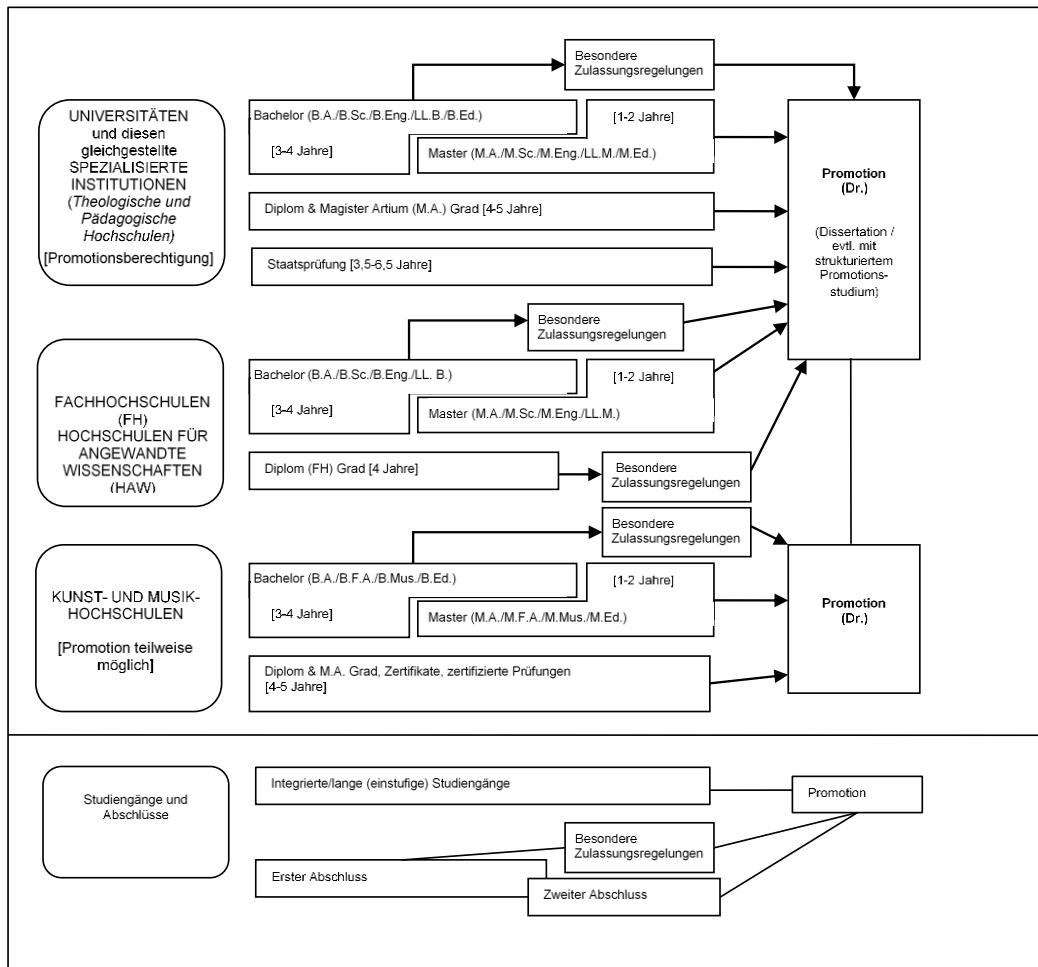 Besondere
Zulassungsregelungen
UNIVERSITÄTEN
und diesen
gleichgestellte
SPEZIALISIERTE
INSTITUTIONEN
(Theologische und
Pädagogische
Hochschulen)
[Promotionsberechtigung]
Bachelor (B.A./B.Sc./B.Eng./LL.B./B.Ed.)
[3-4 Jahre]
[1-2 Jahre]
Master (M.A./M.Sc./M.Eng./LL.M./M.Ed.)
Diplom & Magister Artium (M.A.) Grad [4-5 Jahre]
Staatsprüfung [3,5-6,5 Jahre]
Promotion
(Dr.)
(Dissertation /
evtl. mit
strukturiertem
Promotions-
studium)
Besondere
Zulassungsregelungen
FACHHOCHSCHULEN
(FH)
HOCHSCHULEN FÜR
ANGEWANDTE
WISSENSCHAFTEN
(HAW)
Bachelor (B.A./B.Sc./B.Eng./LL. B.)
[3-4 Jahre]
[1-2 Jahre]
Master (M.A./M.Sc./M.Eng./LL.M.)
Diplom (FH) Grad [4 Jahre]
Besondere
Zulassungsregelungen
Besondere
Zulassungsregelungen
KUNST- UND MUSIK-
HOCHSCHULEN
[Promotion teilweise
möglich]
Bachelor (B.A./B.F.A./B.Mus./B.Ed.)
[3-4 Jahre]
[1-2 Jahre]
Master (M.A./M.F.A./M.Mus./M.Ed.)
Diplom & M.A. Grad, Zertifikate, zertifizierte Prüfungen
[4-5 Jahre]
Promotion
(Dr.)
Studiengänge und
Abschlüsse
Integrierte/lange (einstufige) Studiengänge
Promotion
Besondere
Zulassungsregelungen
Erster Abschluss
Zweiter Abschluss